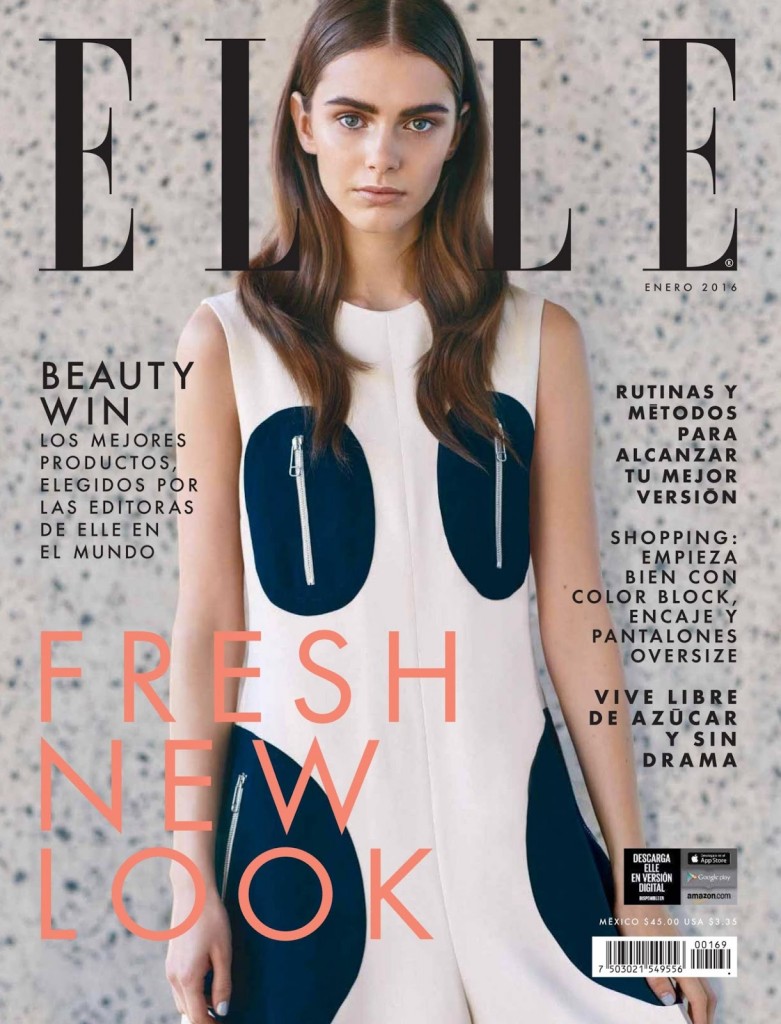 ELLE
®
ENERO 2016
BEAUTY
WIN
LOS MEJORES
PRODUCTOS,
ELEGIDOS POR
LAS EDITORAS
DE ELLE EN
EL MUNDO
RUTINAS Y
MÉTODOS
PARA
ALCANZAR
TU MEJOR
VERSIÓN
SHOPPING:
EMPIEZA
BIEN CON
COLOR BLOCK,
ENCAJE Y
PANTALONES
OVERSIZE
VIVE LIBRE
DE AZÚCAR
Y SIN
DRAMA
FRESH
NEW
LOOK
DESCARGA
ELLE
EN VERSIÓN
DIGITAL
DISPONIBLE EN
App Store
Google play
amazon.com
MÉXICO $45.00 USA $3.35
00169
7 503021 549556